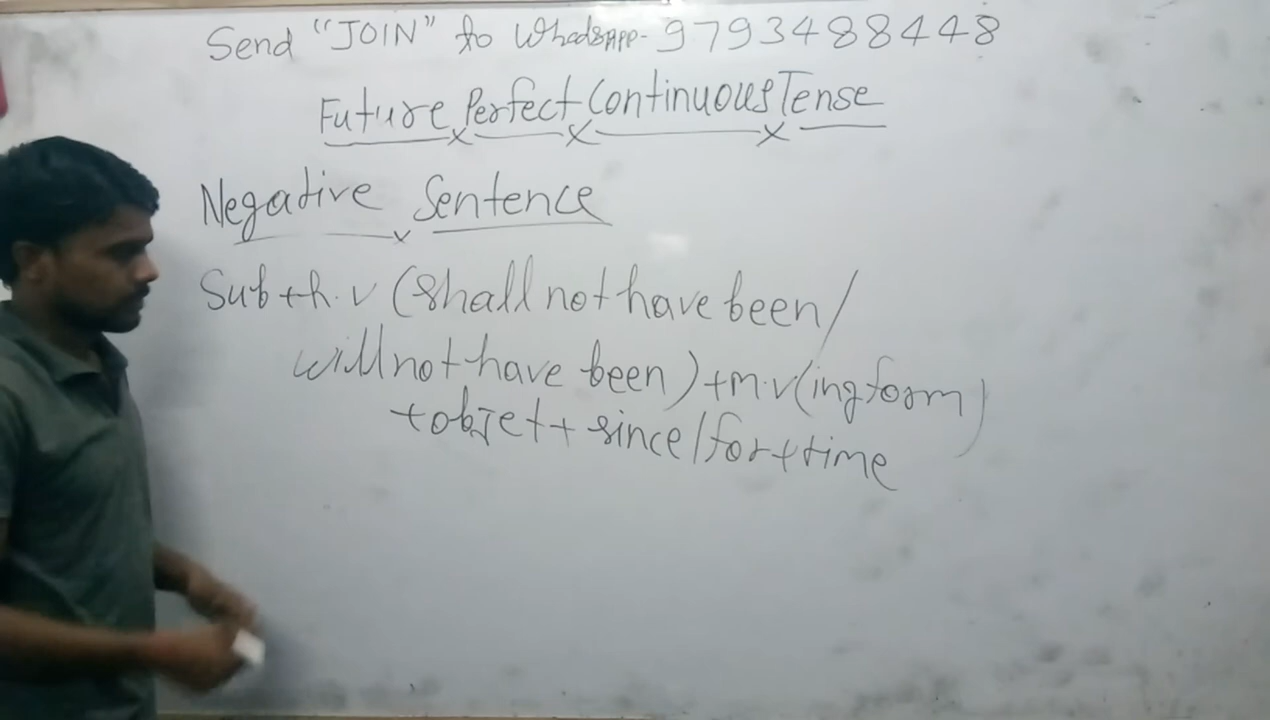 Send "JOIN" to WhatsApp- 9793488448
Future Perfect Continuous Tense
Negative Sentence
Sub+h.v (Shall not have been/
will not have been)+m.v(ing form)
+objet+ since/for+time